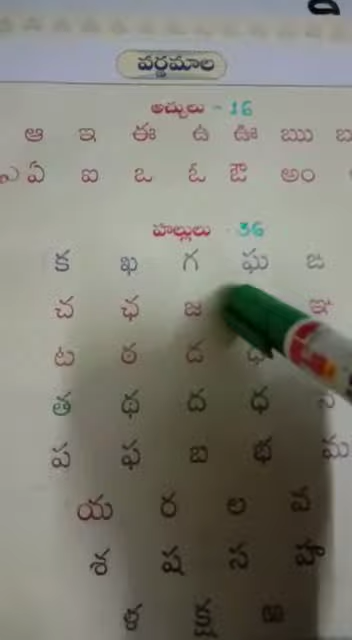 వర్ణమాల
అచ్చులు - 16
ఆ ఇ ఈ ఉ ఊ ఋ
ఎ ఏ ఐ ఒ ఓ ఔ అం
హల్లులు - 36
క ఖ గ ఘ జ
చ ఛ జ ఞ
ట ఠ డ ఢ
త థ ద ధ న
ప ఫ బ భ మ
య ర ల వ
శ ష స హ
ళ క్ష ఱ